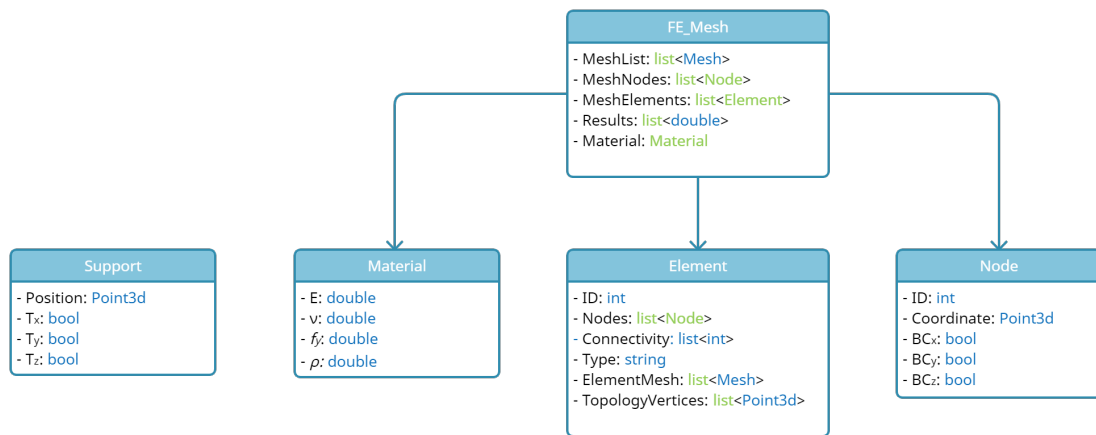 FE_Mesh
- MeshList: list<Mesh>
- MeshNodes: list<Node>
- MeshElements: list<Element>
- Results: list<double>
- Material: Material
Support
- Position: Point3d
- Tx: bool
- Ty: bool
- Tz: bool
Material
- E: double
- ν: double
- fy: double
- ρ: double
Element
- ID: int
- Nodes: list<Node>
- Connectivity: list<int>
- Type: string
- ElementMesh: list<Mesh>
- TopologyVertices: list<Point3d>
Node
- ID: int
- Coordinate: Point3d
- BCx: bool
- BCy: bool
- BCz: bool